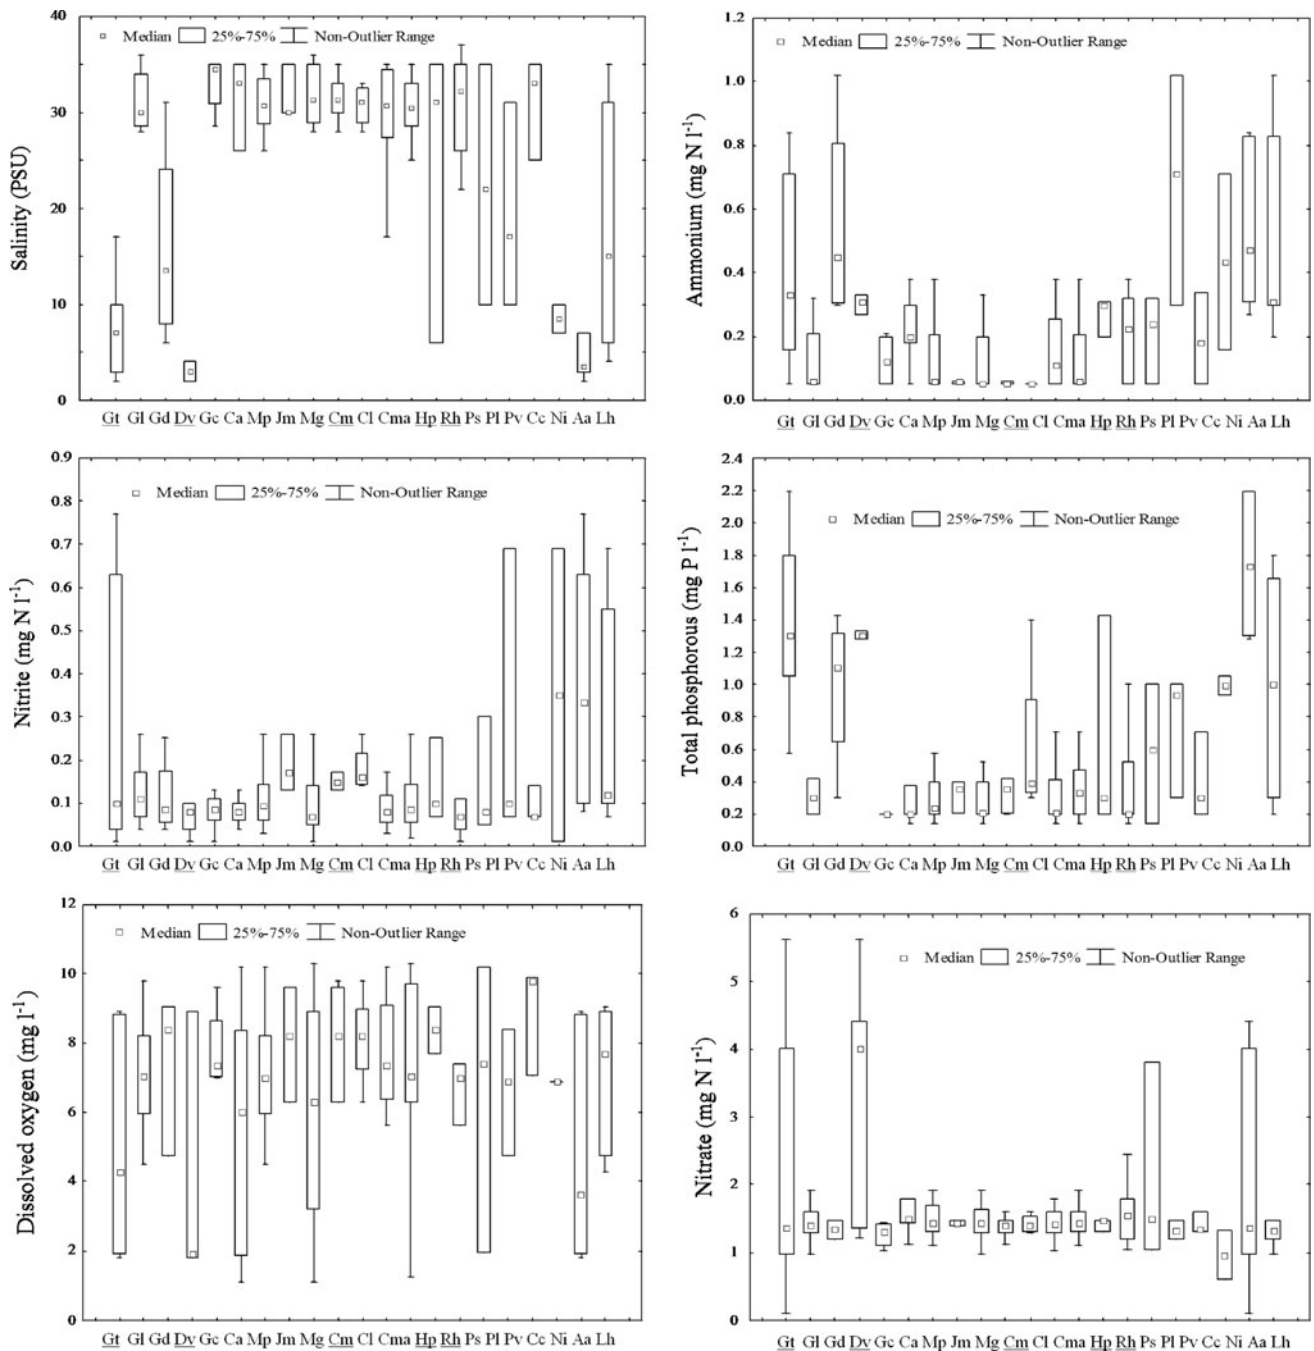 40
Median 25%-75% Non-Outlier Range
30
20
10
0
Salinity (PSU)
Gt Gl Gd Dv Gc Ca Mp Jm Mg Cm Cl Cma Hp Rh Ps Pl Pv Cc Ni Aa Lh
1.2
Median 25%-75% Non-Outlier Range
1.0
0.8
0.6
0.4
0.2
0.0
Ammonium (mg N l⁻¹)
Gt Gl Gd Dv Gc Ca Mp Jm Mg Cm Cl Cma Hp Rh Ps Pl Pv Cc Ni Aa Lh
0.9
Median 25%-75% Non-Outlier Range
0.8
0.7
0.6
0.5
0.4
0.3
0.2
0.1
0.0
Nitrite (mg N l⁻¹)
Gt Gl Gd Dv Gc Ca Mp Jm Mg Cm Cl Cma Hp Rh Ps Pl Pv Cc Ni Aa Lh
2.4
2.2
Median 25%-75% Non-Outlier Range
2.0
1.8
1.6
1.4
1.2
1.0
0.8
0.6
0.4
0.2
0.0
Total phosphorous (mg P l⁻¹)
Gt Gl Gd Dv Gc Ca Mp Jm Mg Cm Cl Cma Hp Rh Ps Pl Pv Cc Ni Aa Lh
12
Median 25%-75% Non-Outlier Range
10
8
6
4
2
0
Dissolved oxygen (mg l⁻¹)
Gt Gl Gd Dv Gc Ca Mp Jm Mg Cm Cl Cma Hp Rh Ps Pl Pv Cc Ni Aa Lh
6
Median 25%-75% Non-Outlier Range
5
4
3
2
1
0
Nitrate (mg N l⁻¹)
Gt Gl Gd Dv Gc Ca Mp Jm Mg Cm Cl Cma Hp Rh Ps Pl Pv Cc Ni Aa Lh